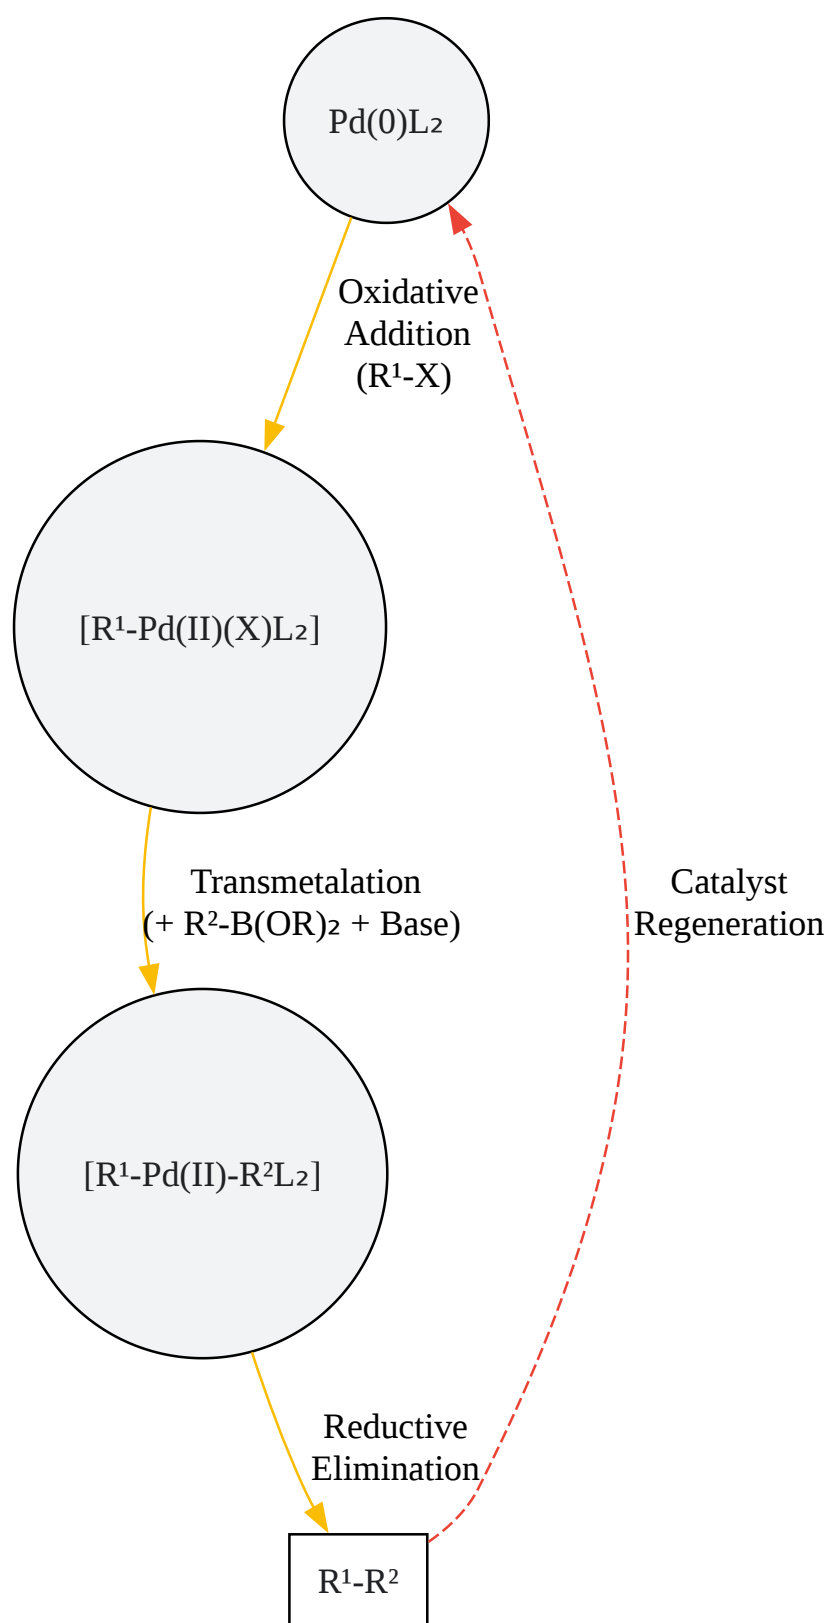 Pd(0)L₂
Oxidative
Addition
(R¹-X)
[R¹-Pd(II)(X)L₂]
Transmetalation
(+ R²-B(OR)₂ + Base)
Catalyst
Regeneration
[R¹-Pd(II)-R²L₂]
Reductive
Elimination
R¹-R²